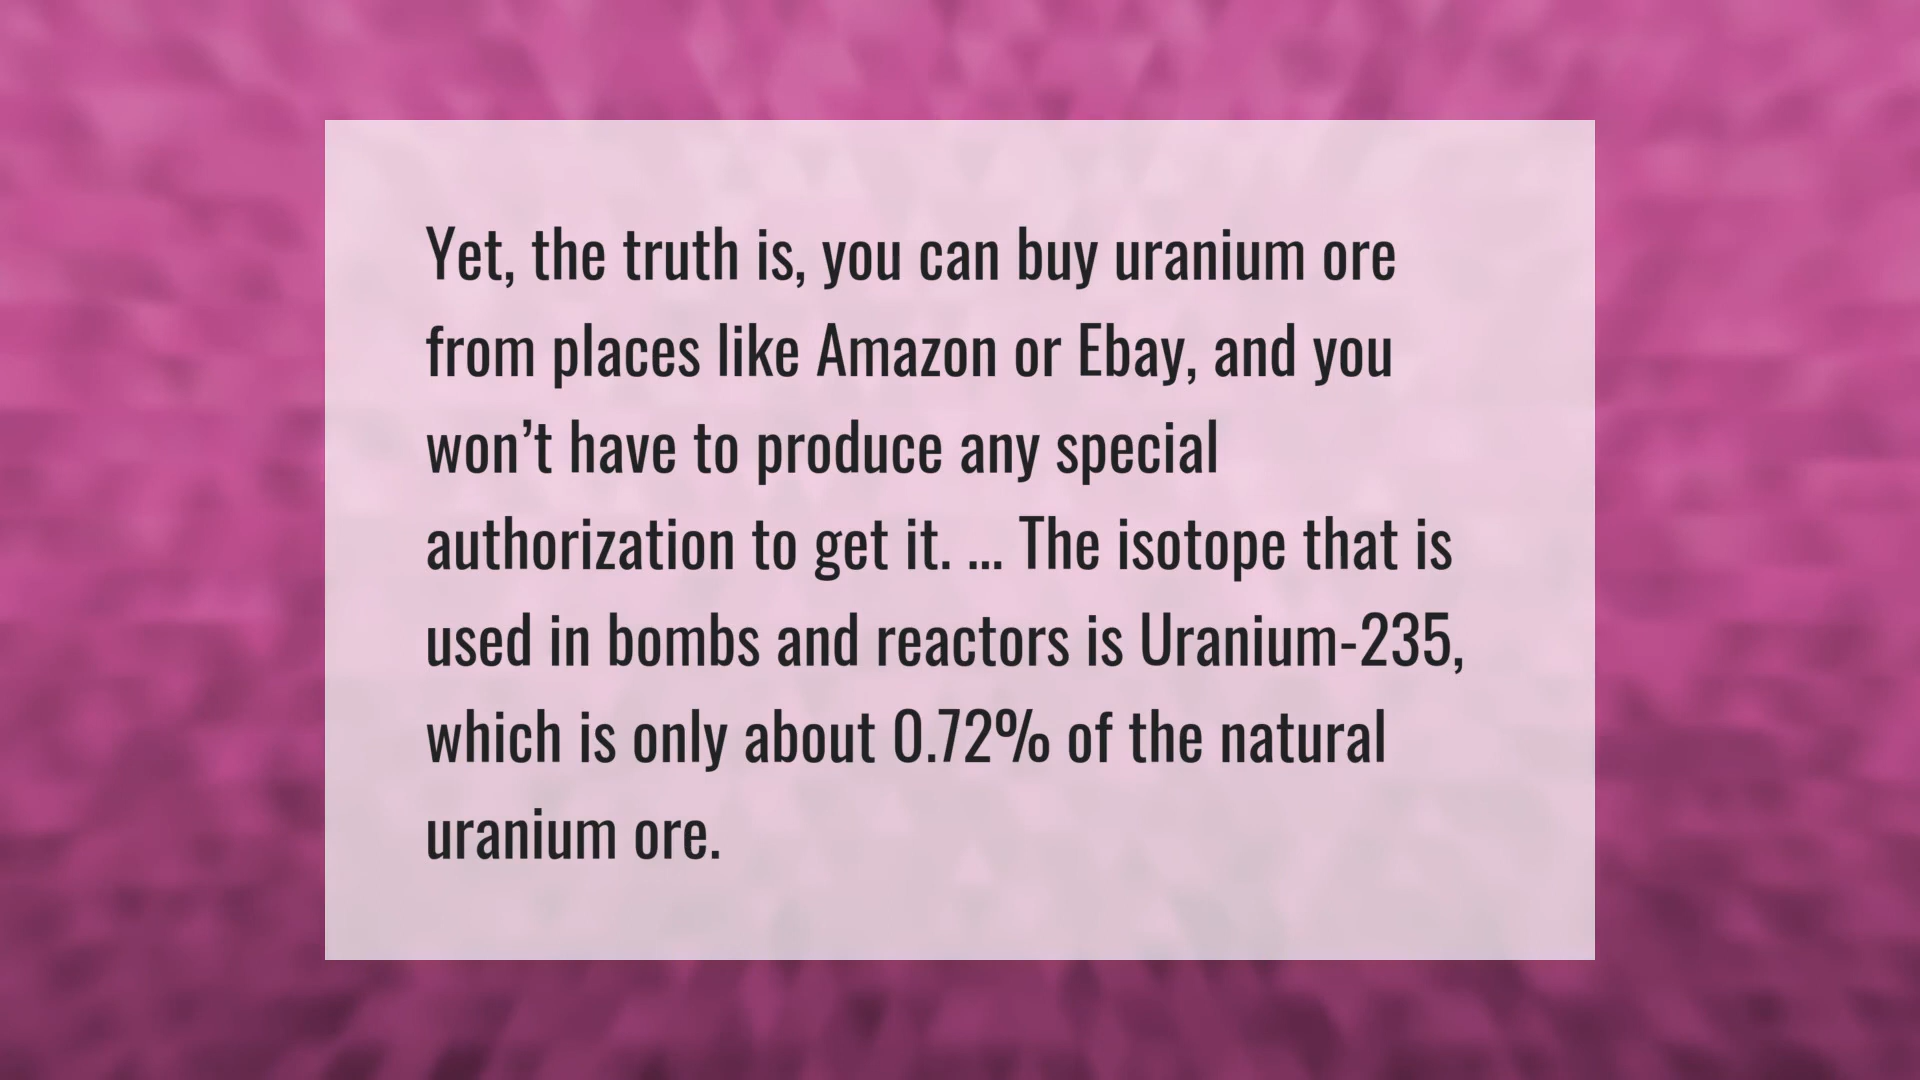 Yet, the truth is, you can buy uranium ore
from places like Amazon or Ebay, and you
won’t have to produce any special
authorization to get it. ... The isotope that is
used in bombs and reactors is Uranium-235,
which is only about 0.72% of the natural
uranium ore.